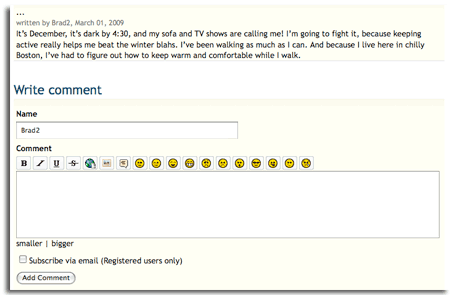 ...
written by Brad2, March 01, 2009
It's December, it's dark by 4:30, and my sofa and TV shows are calling me! I'm going to fight it, because keeping
active really helps me beat the winter blahs. I've been walking as much as I can. And because I live here in chilly
Boston, I've had to figure out how to keep warm and comfortable while I walk.
Write comment
Name
Brad2
Comment
B I U S
smaller | bigger
Subscribe via email (Registered users only)
Add Comment